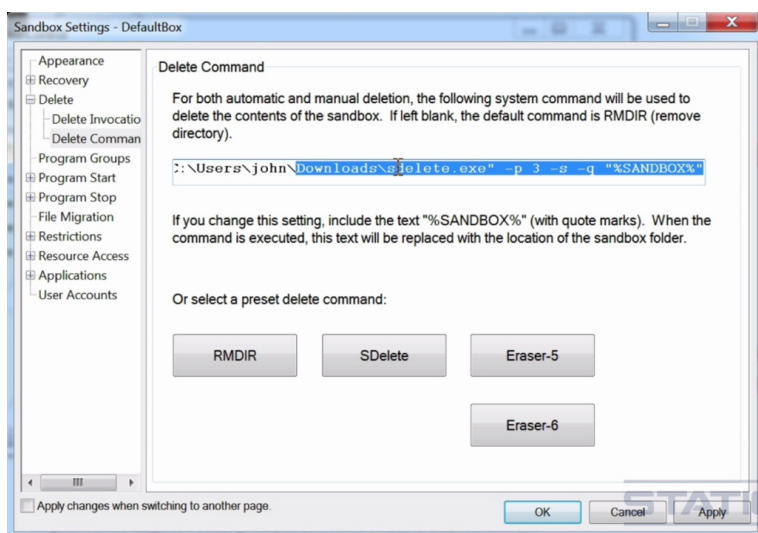 Sandbox Settings - DefaultBox
Appearance
Recovery
Delete
Delete Invocatio
Delete Comman
Program Groups
Program Start
Program Stop
File Migration
Restrictions
Resource Access
Applications
User Accounts
Delete Command
For both automatic and manual deletion, the following system command will be used to
delete the contents of the sandbox. If left blank, the default command is RMDIR (remove
directory).
C:\Users\john\Downloads\sdelete.exe" -p 3 -s -q "%SANDBOX%"
If you change this setting, include the text "%SANDBOX%" (with quote marks). When the
command is executed, this text will be replaced with the location of the sandbox folder.
Or select a preset delete command:
RMDIR
SDelete
Eraser-5
Eraser-6
Apply changes when switching to another page.
OK
Cancel
Apply
STATI